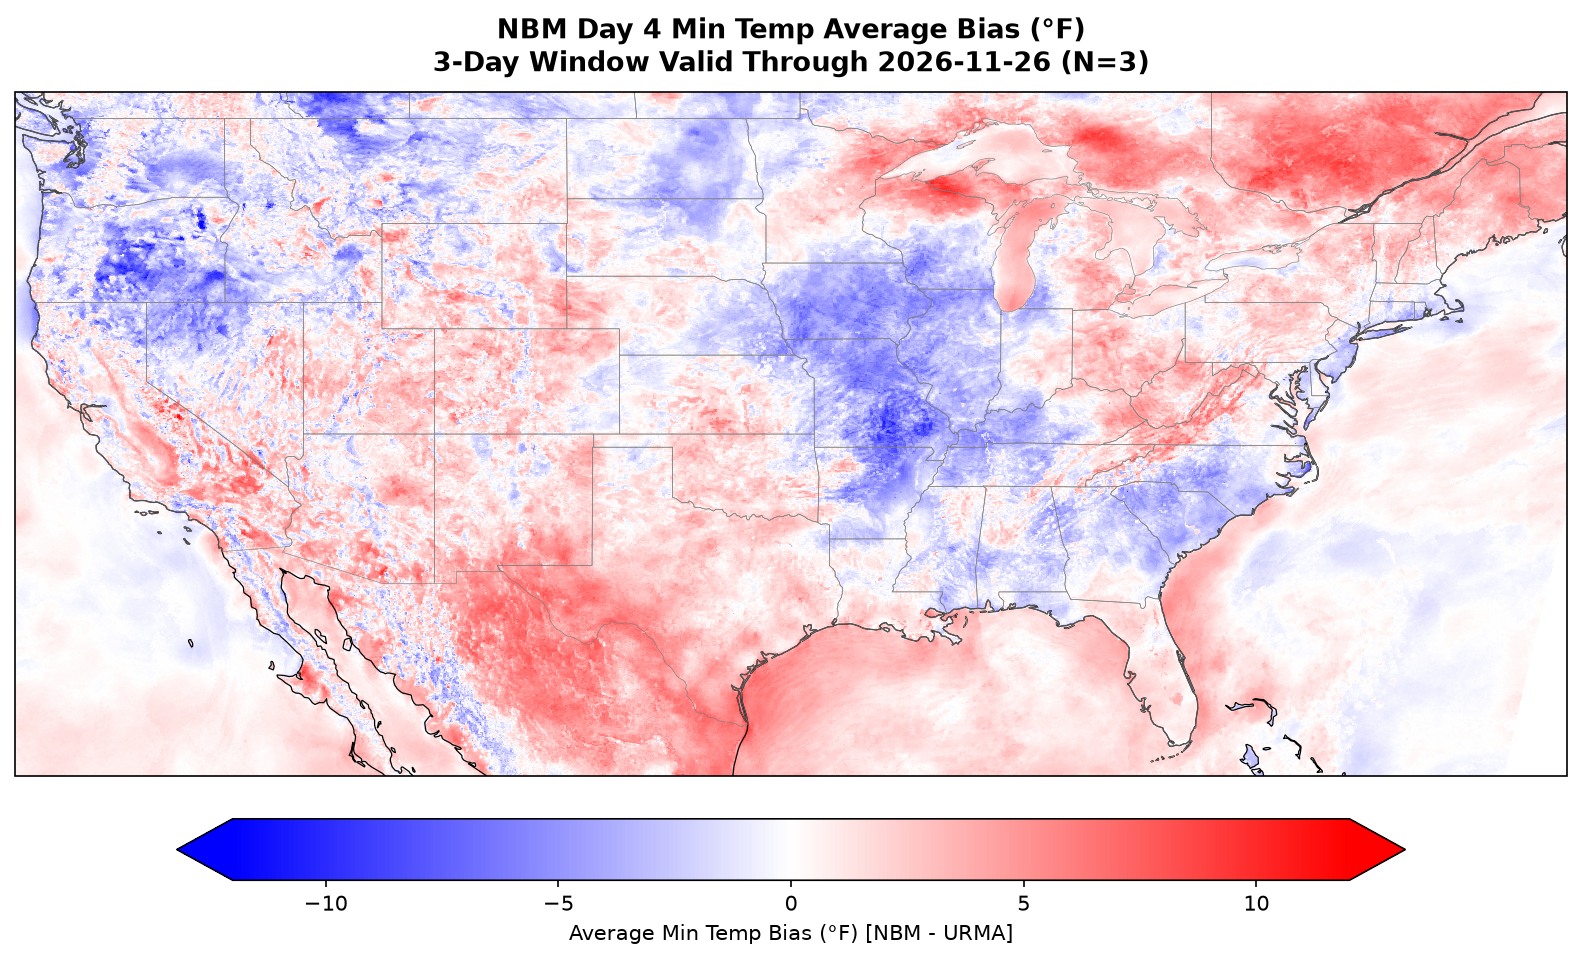 NBM Day 4 Min Temp Average Bias (°F)
3-Day Window Valid Through 2026-11-26 (N=3)
−10 −5 0 5 10
Average Min Temp Bias (°F) [NBM - URMA]